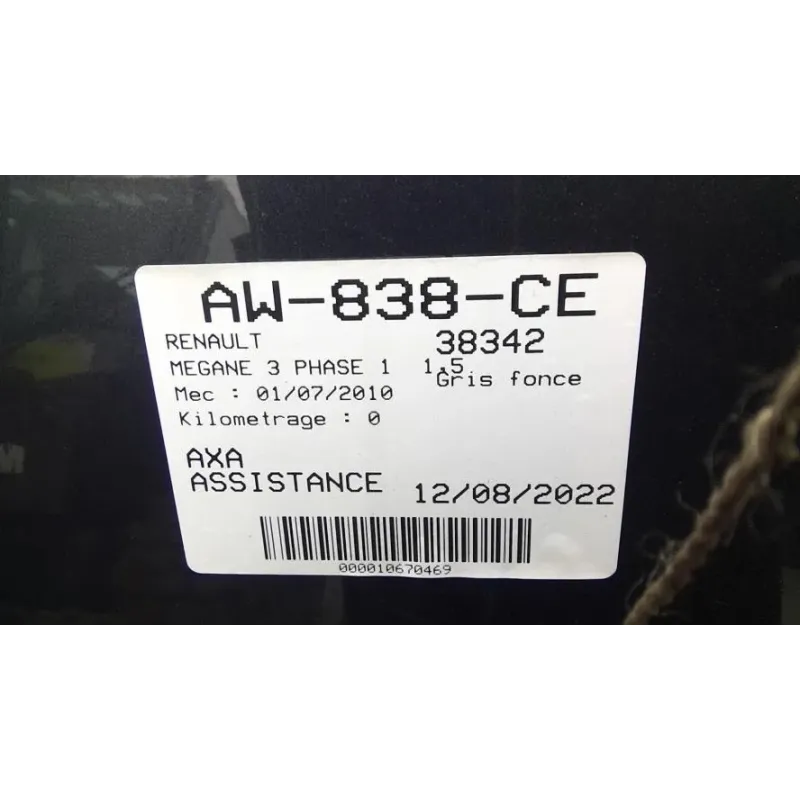 AW-838-CE
RENAULT 38342
MEGANE 3 PHASE 1 1.5
Gris fonce
Mec : 01/07/2010
Kilometrage : 0
AXA
ASSISTANCE 12/08/2022
000010670469
M